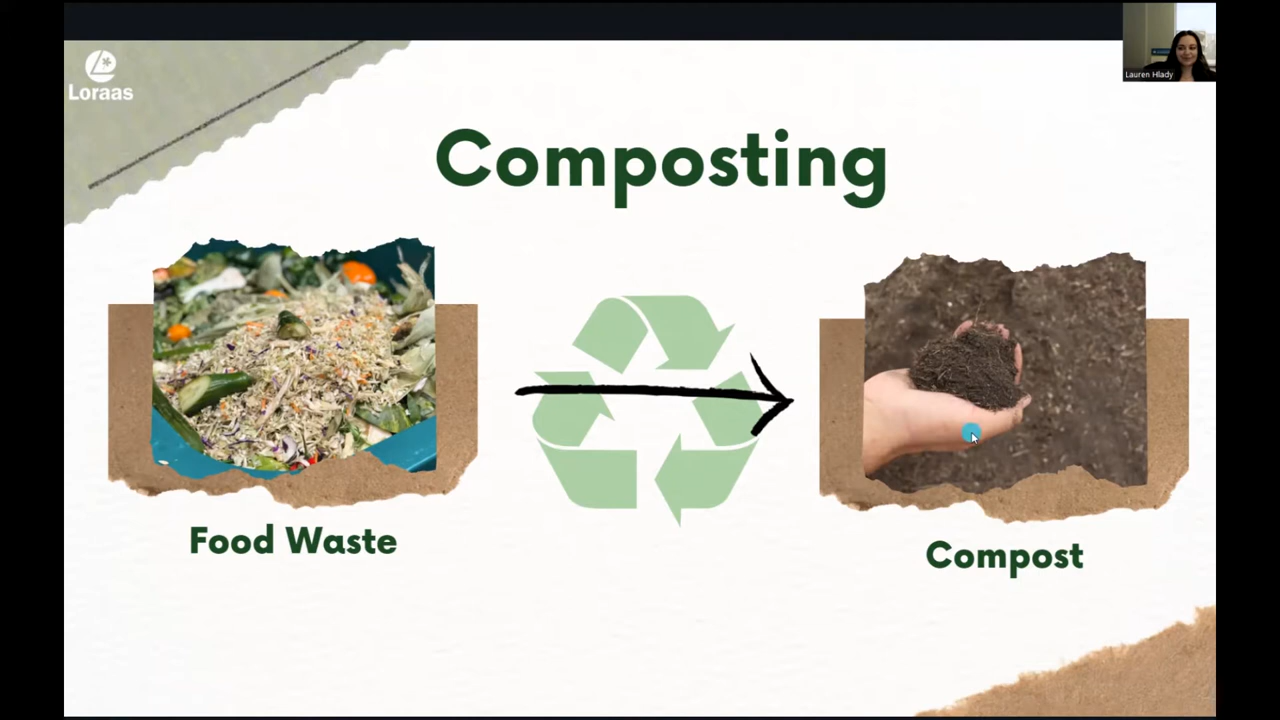 Loraas
Lauren Hlady
Composting
Food Waste
Compost